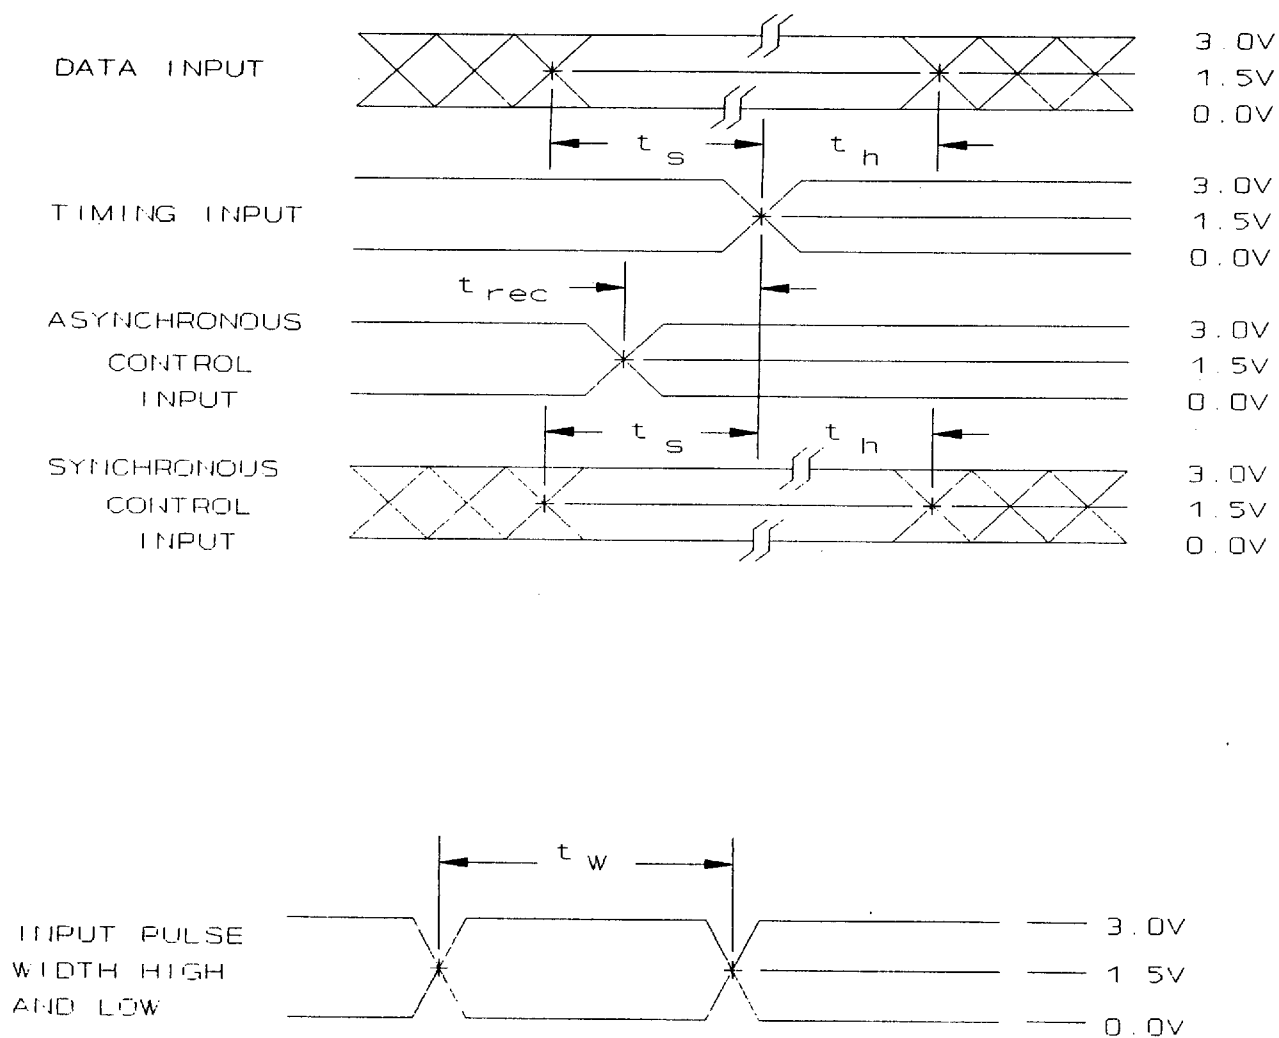 3.0V
DATA INPUT
1.5V
0.0V
t s
t h
3.0V
TIMING INPUT
1.5V
0.0V
t rec
ASYNCHRONOUS
3.0V
CONTROL
1.5V
INPUT
0.0V
t s
t h
SYNCHRONOUS
3.0V
CONTROL
1.5V
INPUT
0.0V
t w
INPUT PULSE
3.0V
WIDTH HIGH
1 5V
AND LOW
0.0V